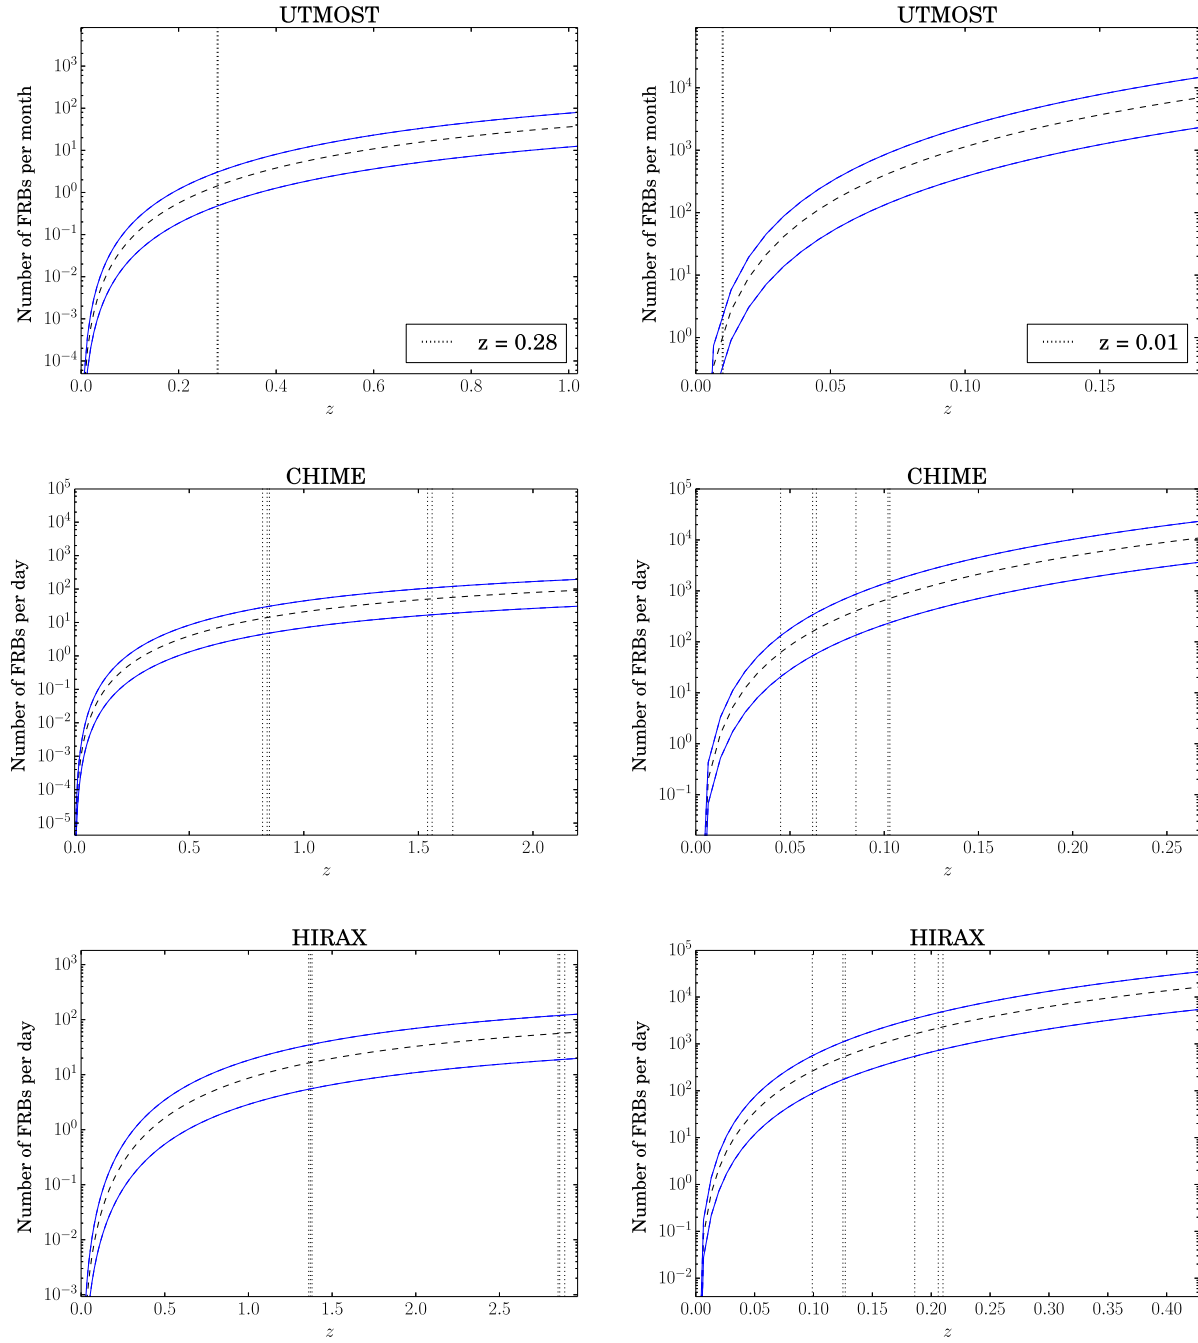 UTMOST
Number of FRBs per month
10^3
10^2
10^1
10^0
10^−1
10^−2
10^−3
10^−4
z = 0.28
0.0 0.2 0.4 0.6 0.8 1.0
z
UTMOST
Number of FRBs per month
10^4
10^3
10^2
10^1
10^0
z = 0.01
0.00 0.05 0.10 0.15
z
CHIME
Number of FRBs per day
10^5
10^4
10^3
10^2
10^1
10^0
10^−1
10^−2
10^−3
10^−4
10^−5
0.0 0.5 1.0 1.5 2.0
z
CHIME
Number of FRBs per day
10^5
10^4
10^3
10^2
10^1
10^0
10^−1
0.00 0.05 0.10 0.15 0.20 0.25
z
HIRAX
Number of FRBs per day
10^3
10^2
10^1
10^0
10^−1
10^−2
10^−3
0.0 0.5 1.0 1.5 2.0 2.5
z
HIRAX
Number of FRBs per day
10^5
10^4
10^3
10^2
10^1
10^0
10^−1
10^−2
0.00 0.05 0.10 0.15 0.20 0.25 0.30 0.35 0.40
z